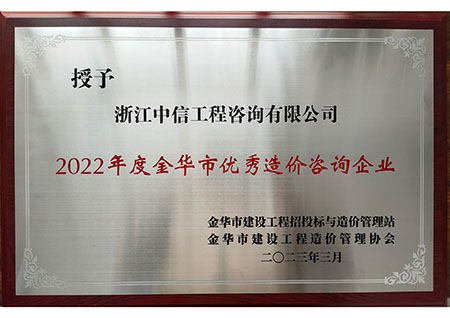 授予
浙江中信工程咨询有限公司
2022年度金华市优秀造价咨询企业
金华市建设工程招投标与造价管理站
金华市建设工程造价管理协会
二〇二三年三月